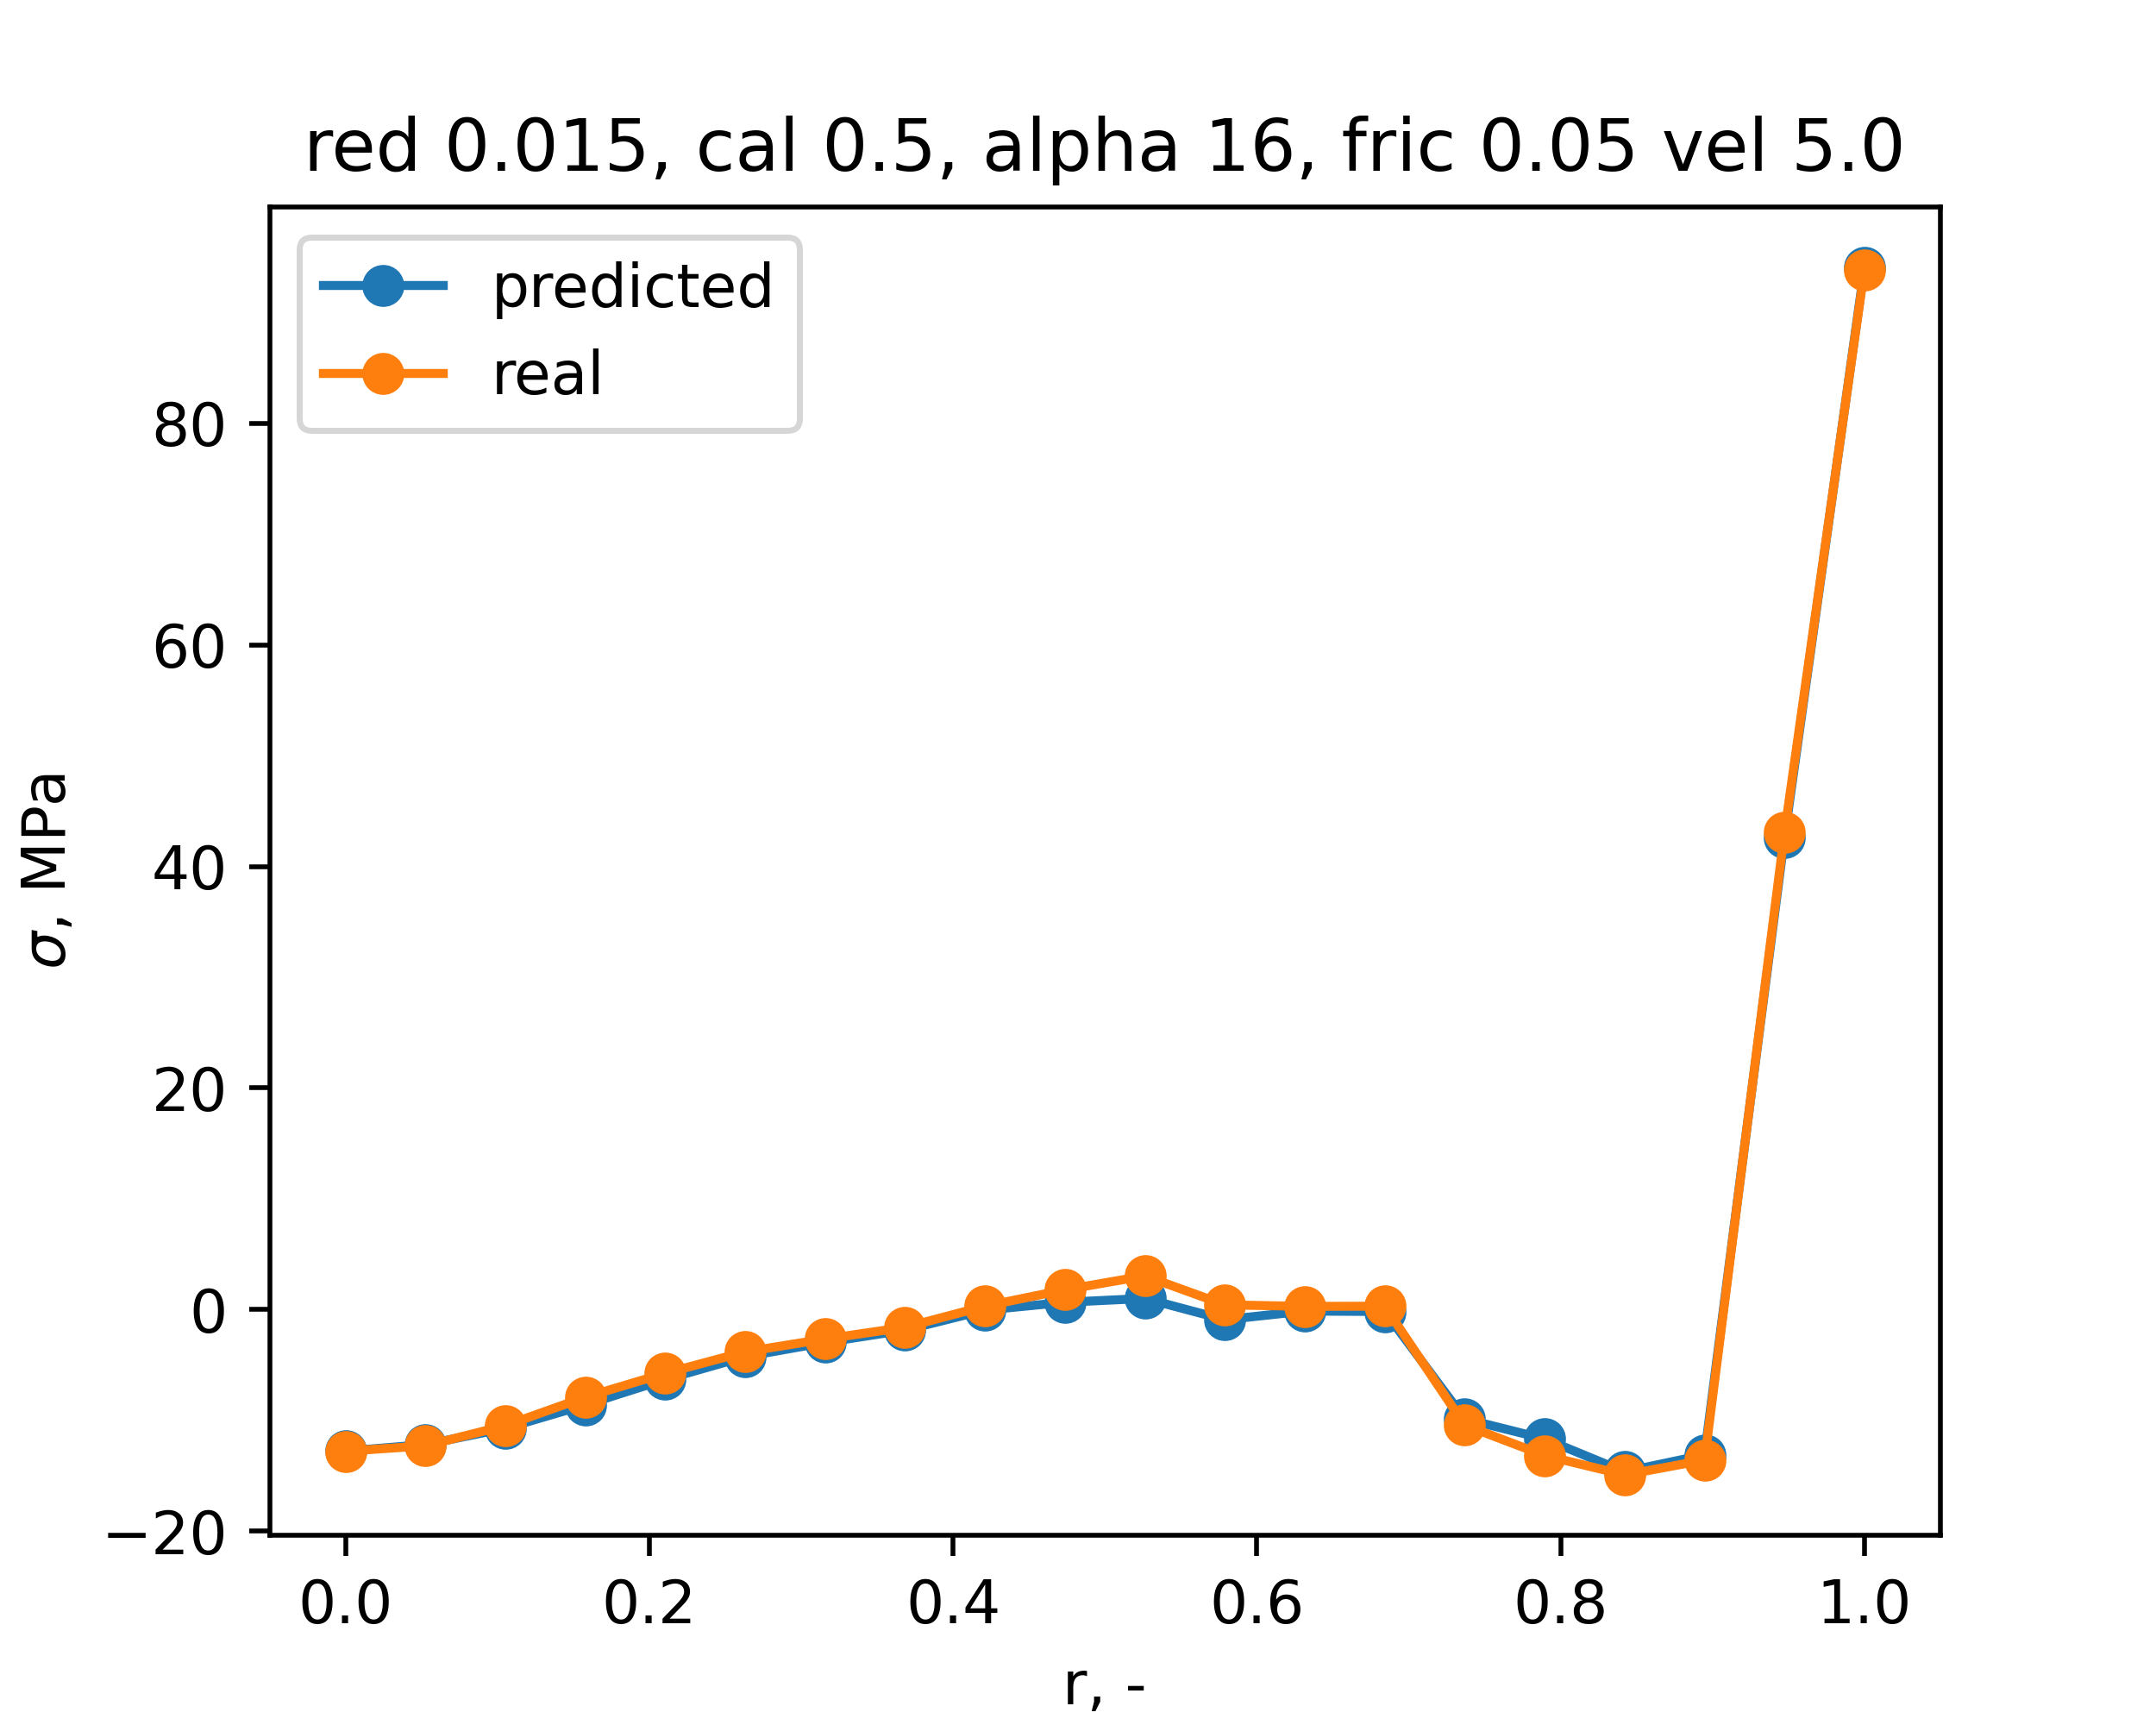 red 0.015, cal 0.5, alpha 16, fric 0.05 vel 5.0
predicted
real
80
60
40
20
0
−20
σ, MPa
0.0 0.2 0.4 0.6 0.8 1.0
r, -